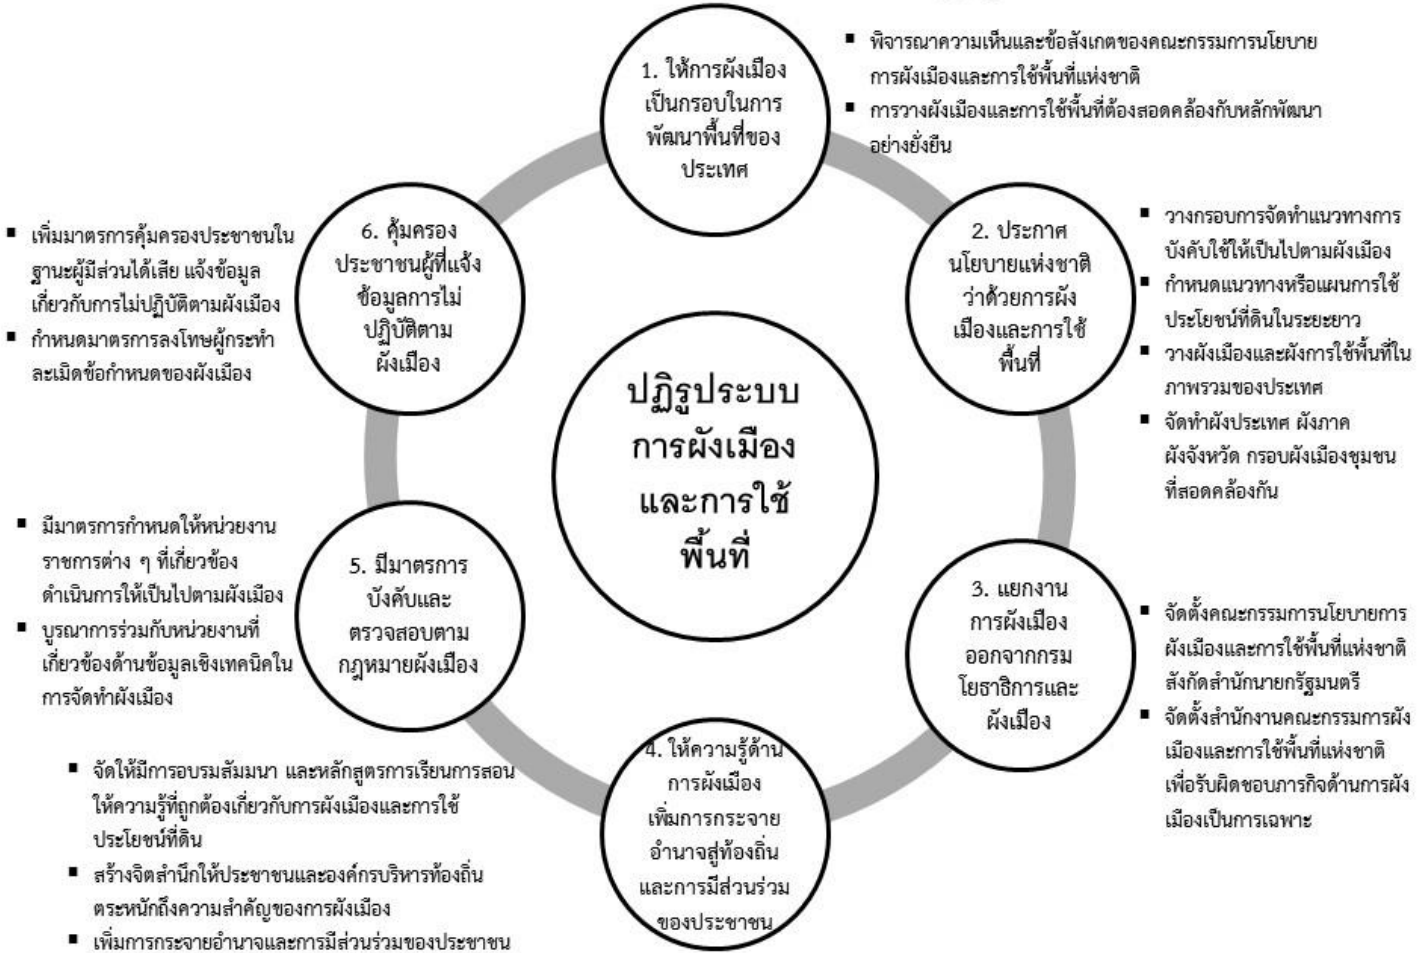 1. ให้การผังเมือง
เป็นกรอบในการ
พัฒนาพื้นที่ของ
ประเทศ
▪ พิจารณาความเห็นและข้อสังเกตของคณะกรรมการนโยบาย
การผังเมืองและการใช้พื้นที่แห่งชาติ
▪ การวางผังเมืองและการใช้พื้นที่ต้องสอดคล้องกับหลักพัฒนา
อย่างยั่งยืน
2. ประกาศ
นโยบายแห่งชาติ
ว่าด้วยการผัง
เมืองและการใช้
พื้นที่
▪ วางกรอบการจัดทำแนวทางการ
บังคับใช้ให้เป็นไปตามผังเมือง
▪ กำหนดแนวทางหรือแผนการใช้
ประโยชน์ที่ดินในระยะยาว
▪ วางผังเมืองและผังการใช้พื้นที่ใน
ภาพรวมของประเทศ
▪ จัดทำผังประเทศ ผังภาค
ผังจังหวัด กรอบผังเมืองชุมชน
ที่สอดคล้องกัน
3. แยกงาน
การผังเมือง
ออกจากกรม
โยธาธิการและ
ผังเมือง
▪ จัดตั้งคณะกรรมการนโยบายการ
ผังเมืองและการใช้พื้นที่แห่งชาติ
สังกัดสำนักนายกรัฐมนตรี
▪ จัดตั้งสำนักงานคณะกรรมการผัง
เมืองและการใช้พื้นที่แห่งชาติ
เพื่อรับผิดชอบภารกิจด้านการผัง
เมืองเป็นการเฉพาะ
4. ให้ความรู้ด้าน
การผังเมือง
เพิ่มการกระจาย
อำนาจสู่ท้องถิ่น
และการมีส่วนร่วม
ของประชาชน
▪ จัดให้มีการอบรมสัมมนา และหลักสูตรการเรียนการสอน
ให้ความรู้ที่ถูกต้องเกี่ยวกับการผังเมืองและการใช้
ประโยชน์ที่ดิน
▪ สร้างจิตสำนึกให้ประชาชนและองค์กรบริหารท้องถิ่น
ตระหนักถึงความสำคัญของการผังเมือง
▪ เพิ่มการกระจายอำนาจและการมีส่วนร่วมของประชาชน
5. มีมาตรการ
บังคับและ
ตรวจสอบตาม
กฎหมายผังเมือง
▪ มีมาตรการกำหนดให้หน่วยงาน
ราชการต่าง ๆ ที่เกี่ยวข้อง
ดำเนินการให้เป็นไปตามผังเมือง
▪ บูรณาการร่วมกับหน่วยงานที่
เกี่ยวข้องด้านข้อมูลเชิงเทคนิคใน
การจัดทำผังเมือง
6. คุ้มครอง
ประชาชนผู้ที่แจ้ง
ข้อมูลการไม่
ปฏิบัติตาม
ผังเมือง
▪ เพิ่มมาตรการคุ้มครองประชาชนใน
ฐานะผู้มีส่วนได้เสีย แจ้งข้อมูล
เกี่ยวกับการไม่ปฏิบัติตามผังเมือง
▪ กำหนดมาตรการลงโทษผู้กระทำ
ละเมิดข้อกำหนดของผังเมือง
ปฏิรูประบบ
การผังเมือง
และการใช้
พื้นที่